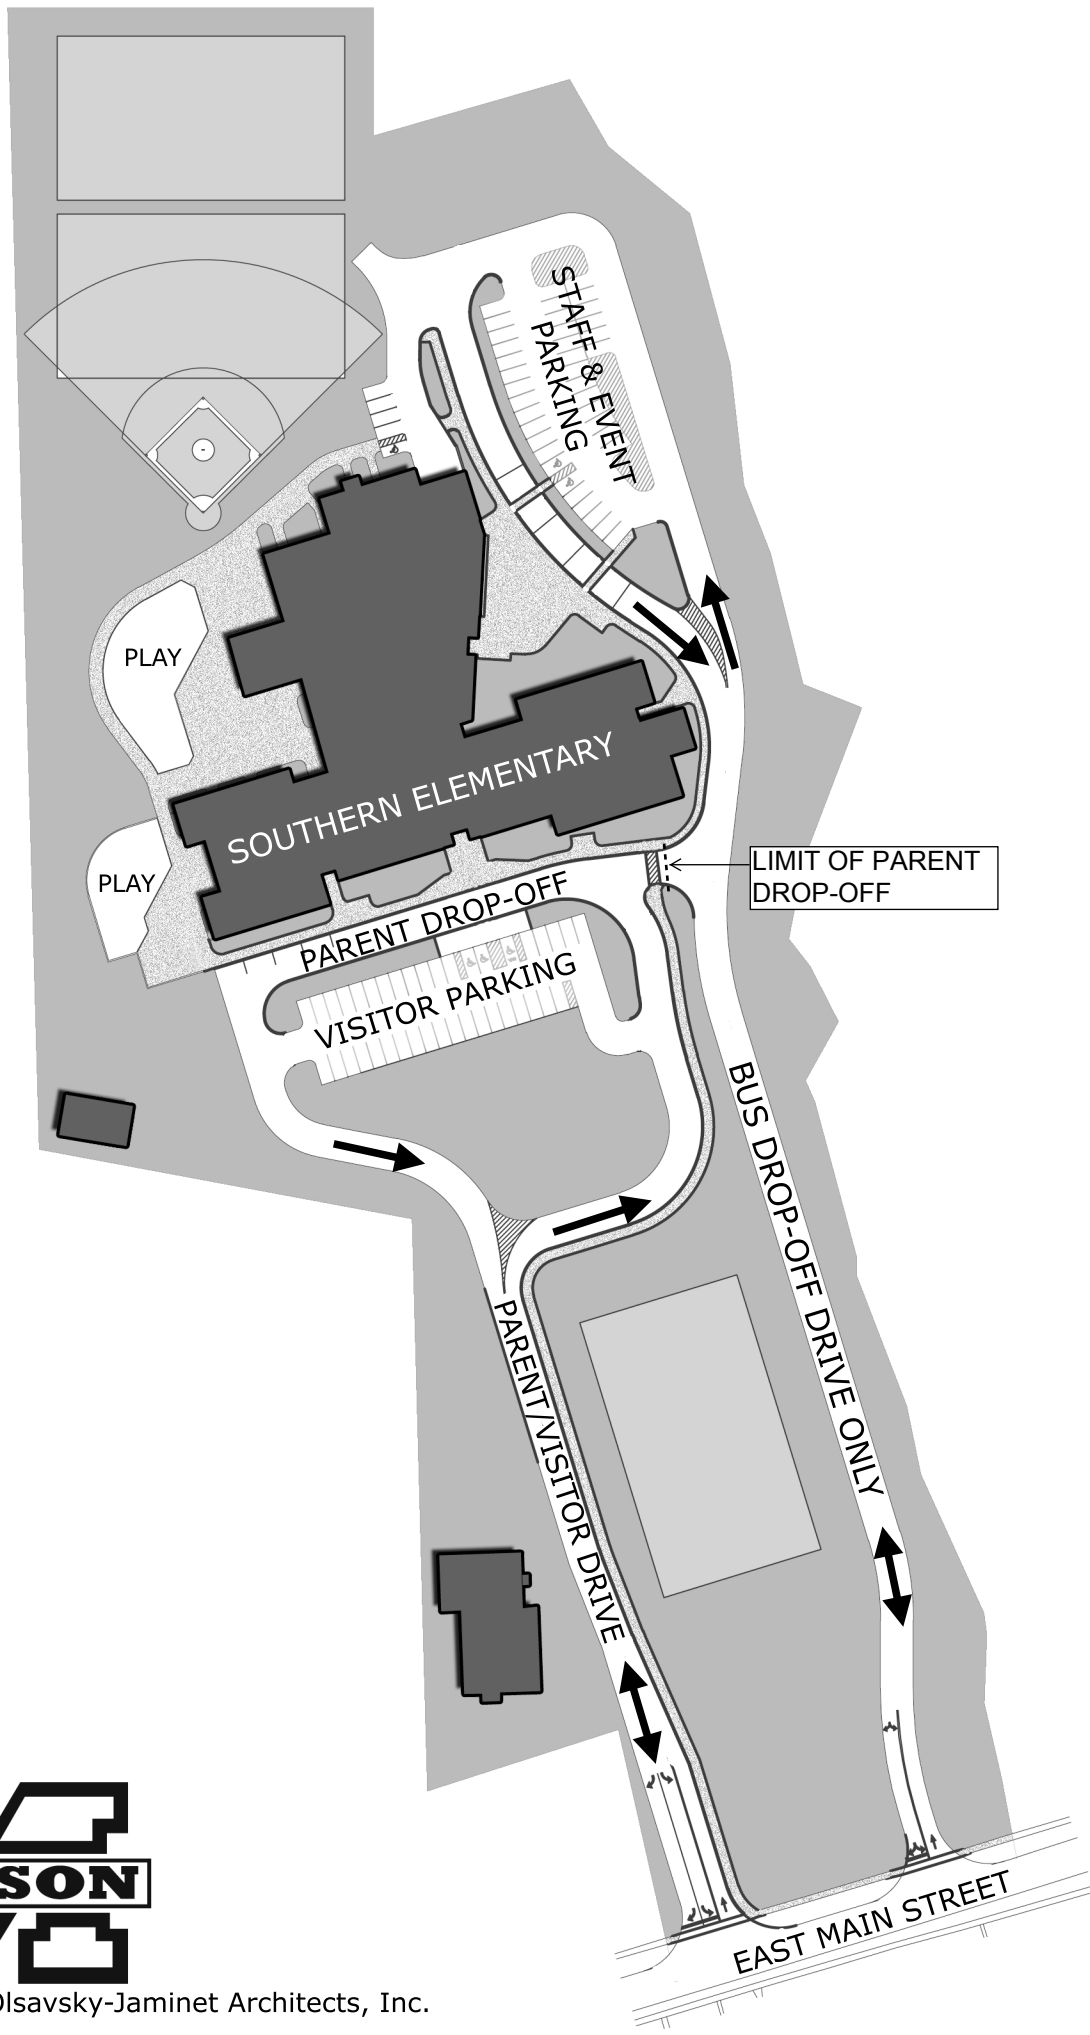 STAFF & EVENT
PARKING
PLAY
SOUTHERN ELEMENTARY
LIMIT OF PARENT
DROP-OFF
PLAY
PARENT DROP-OFF
VISITOR PARKING
BUS DROP-OFF DRIVE ONLY
PARENT/VISITOR DRIVE
SON
EAST MAIN STREET
Olsavsky-Jaminet Architects, Inc.